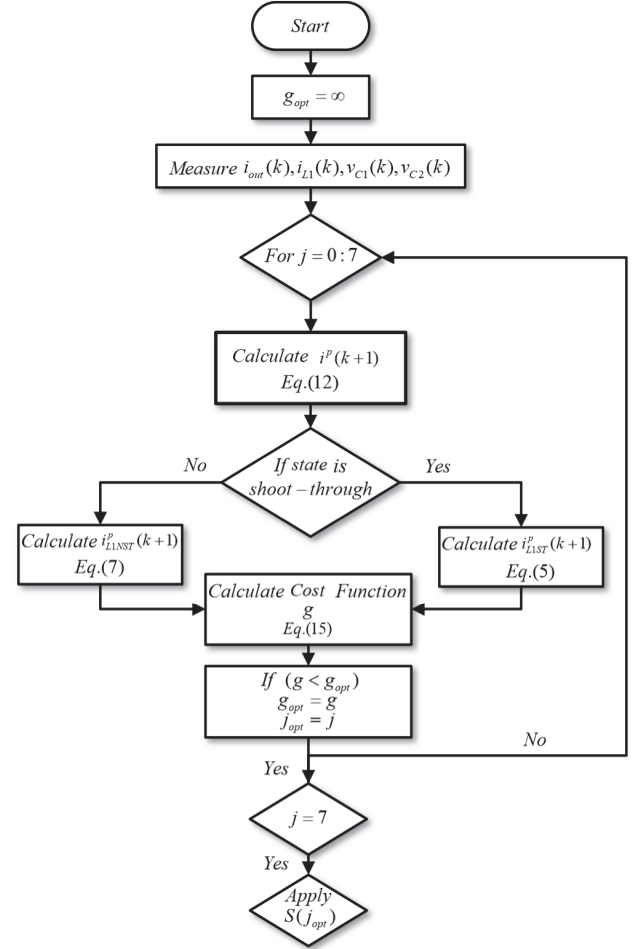 Start
g_opt = ∞
Measure i_out(k), i_L1(k), v_C1(k), v_C2(k)
For j = 0 : 7
Calculate i^p(k+1)
Eq.(12)
If state is
shoot – through
No
Yes
Calculate i^p_L1NST(k+1)
Eq.(7)
Calculate i^p_L1ST(k+1)
Eq.(5)
Calculate Cost Function
g
Eq.(15)
If (g < g_opt)
g_opt = g
j_opt = j
No
Yes
j = 7
Yes
Apply
S(j_opt)